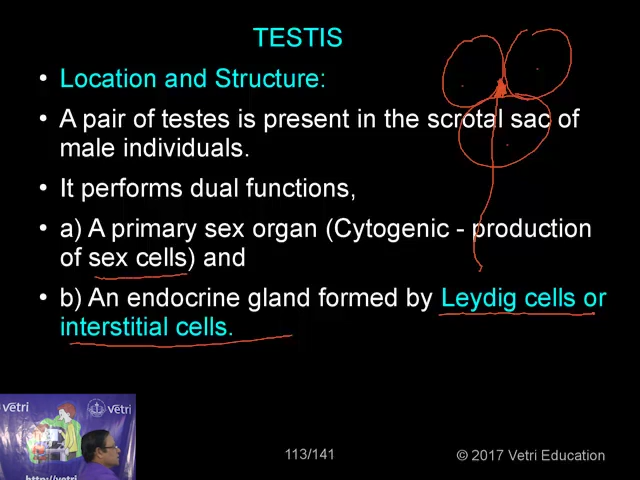 TESTIS
• Location and Structure:
• A pair of testes is present in the scrotal sac of
male individuals.
• It performs dual functions,
• a) A primary sex organ (Cytogenic - production
of sex cells) and
• b) An endocrine gland formed by Leydig cells or
interstitial cells.
vetri vetri
http://vetri
113/141
© 2017 Vetri Education